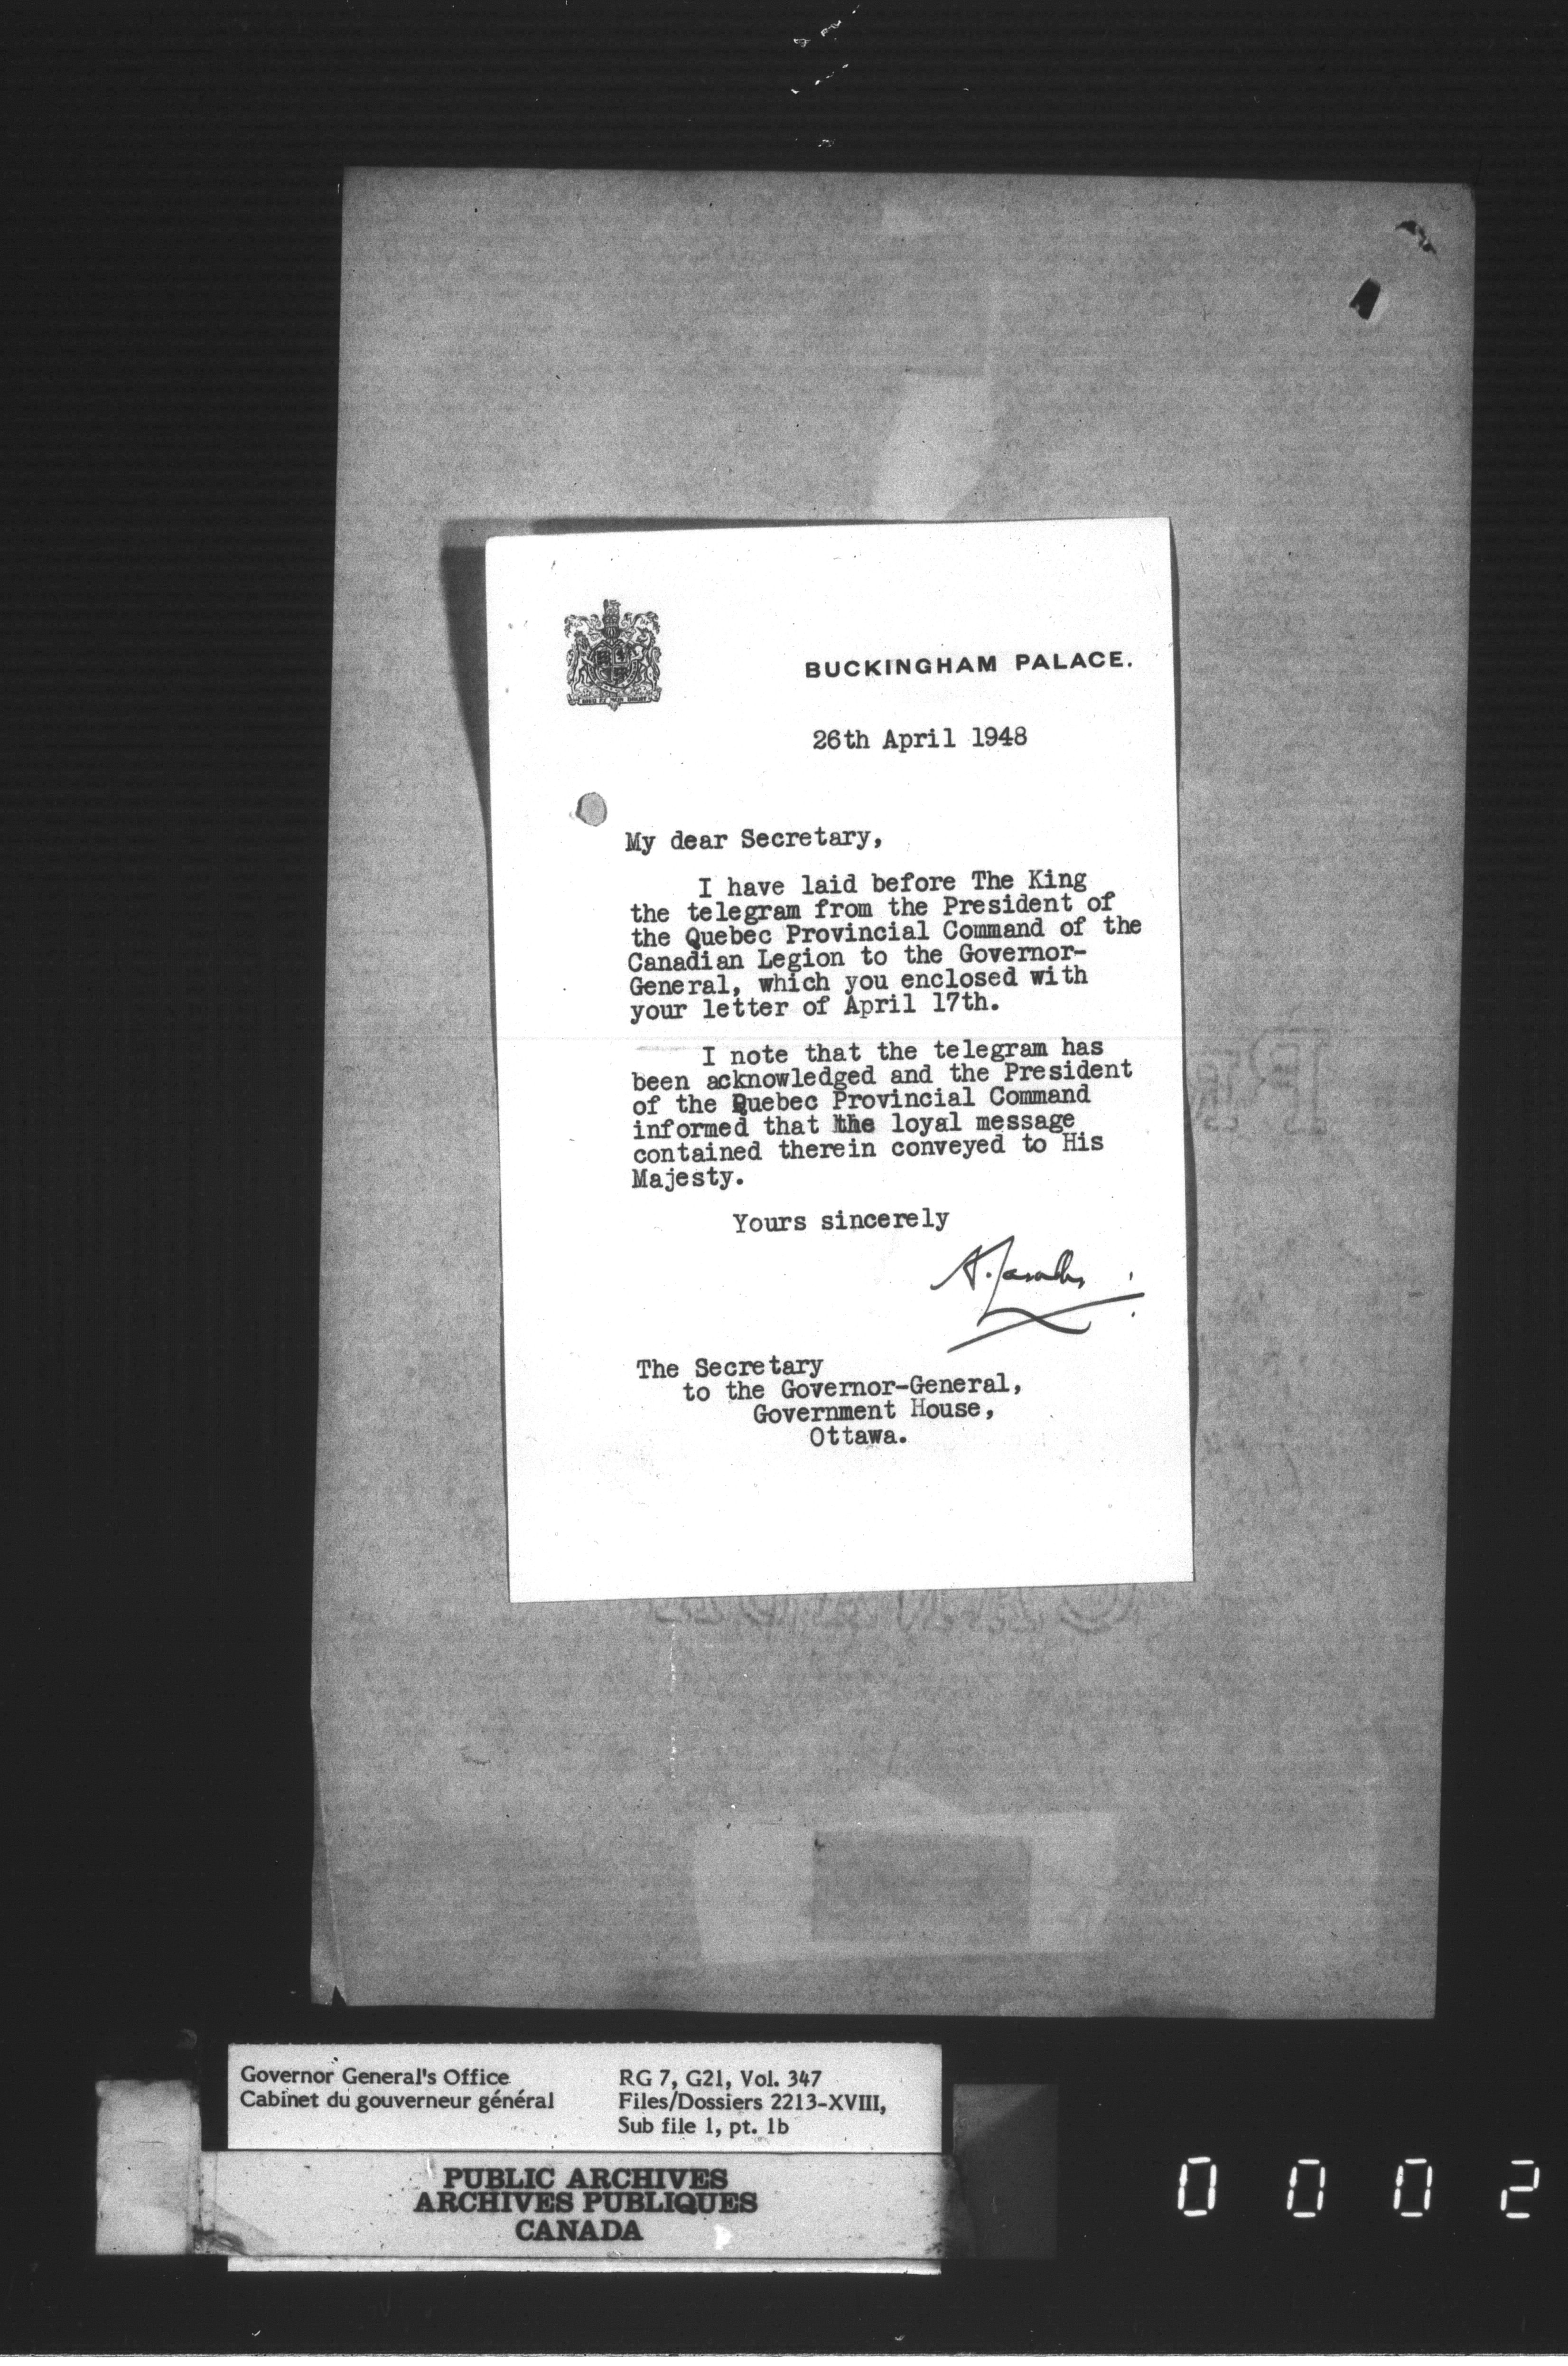 BUCKINGHAM PALACE.
26th April 1948
My dear Secretary,
I have laid before The King
the telegram from the President of
the Quebec Provincial Command of the
Canadian Legion to the Governor-
General, which you enclosed with
your letter of April 17th.
I note that the telegram has
been acknowledged and the President
of the Quebec Provincial Command
informed that the loyal message
contained therein conveyed to His
Majesty.
Yours sincerely
The Secretary
to the Governor-General,
Government House,
Ottawa.
Governor General's Office
Cabinet du gouverneur général
RG 7, G21, Vol. 347
Files/Dossiers 2213-XVIII,
Sub file 1, pt. 1b
PUBLIC ARCHIVES
ARCHIVES PUBLIQUES
CANADA
0002